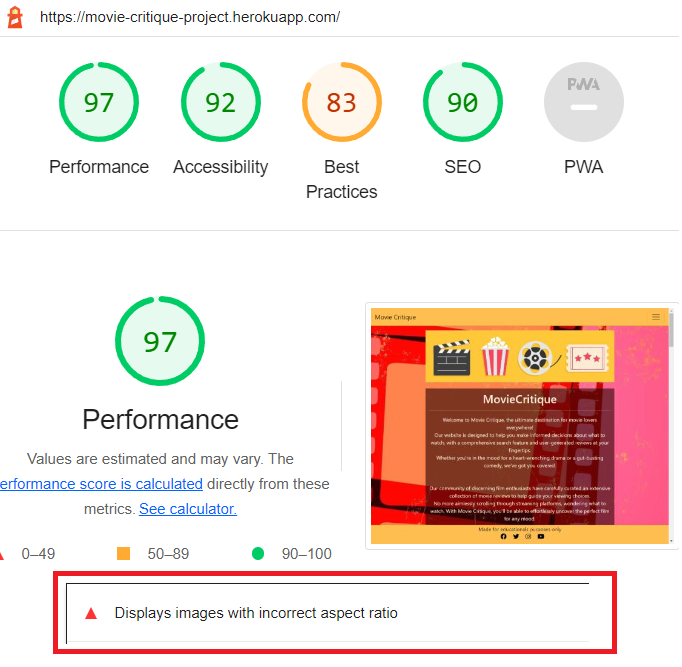 https://movie-critique-project.herokuapp.com/
97
92
83
90
PWA
Performance
Accessibility
Best
Practices
SEO
PWA
97
Performance
Values are estimated and may vary. The
erformance score is calculated directly from these
metrics. See calculator.
0–49
50–89
90–100
Movie Critique
MovieCritique
Welcome to Movie Critique, the ultimate destination for movie lovers
everywhere!
Our website is designed to help you make informed decisions about what to
watch, with a comprehensive search feature and user-generated reviews at your
fingertips.
Whether you're in the mood for a heart-wrenching drama or a gut-busting
comedy, we've got you covered.
Our community of discerning film enthusiasts have carefully curated an extensive
collection of movie reviews to help guide your viewing choices.
No more aimlessly scrolling through streaming platforms, wondering what to
watch. With Movie Critique, you'll be able to effortlessly uncover the perfect film
for any mood.
Made for educationals purposes only.
Displays images with incorrect aspect ratio